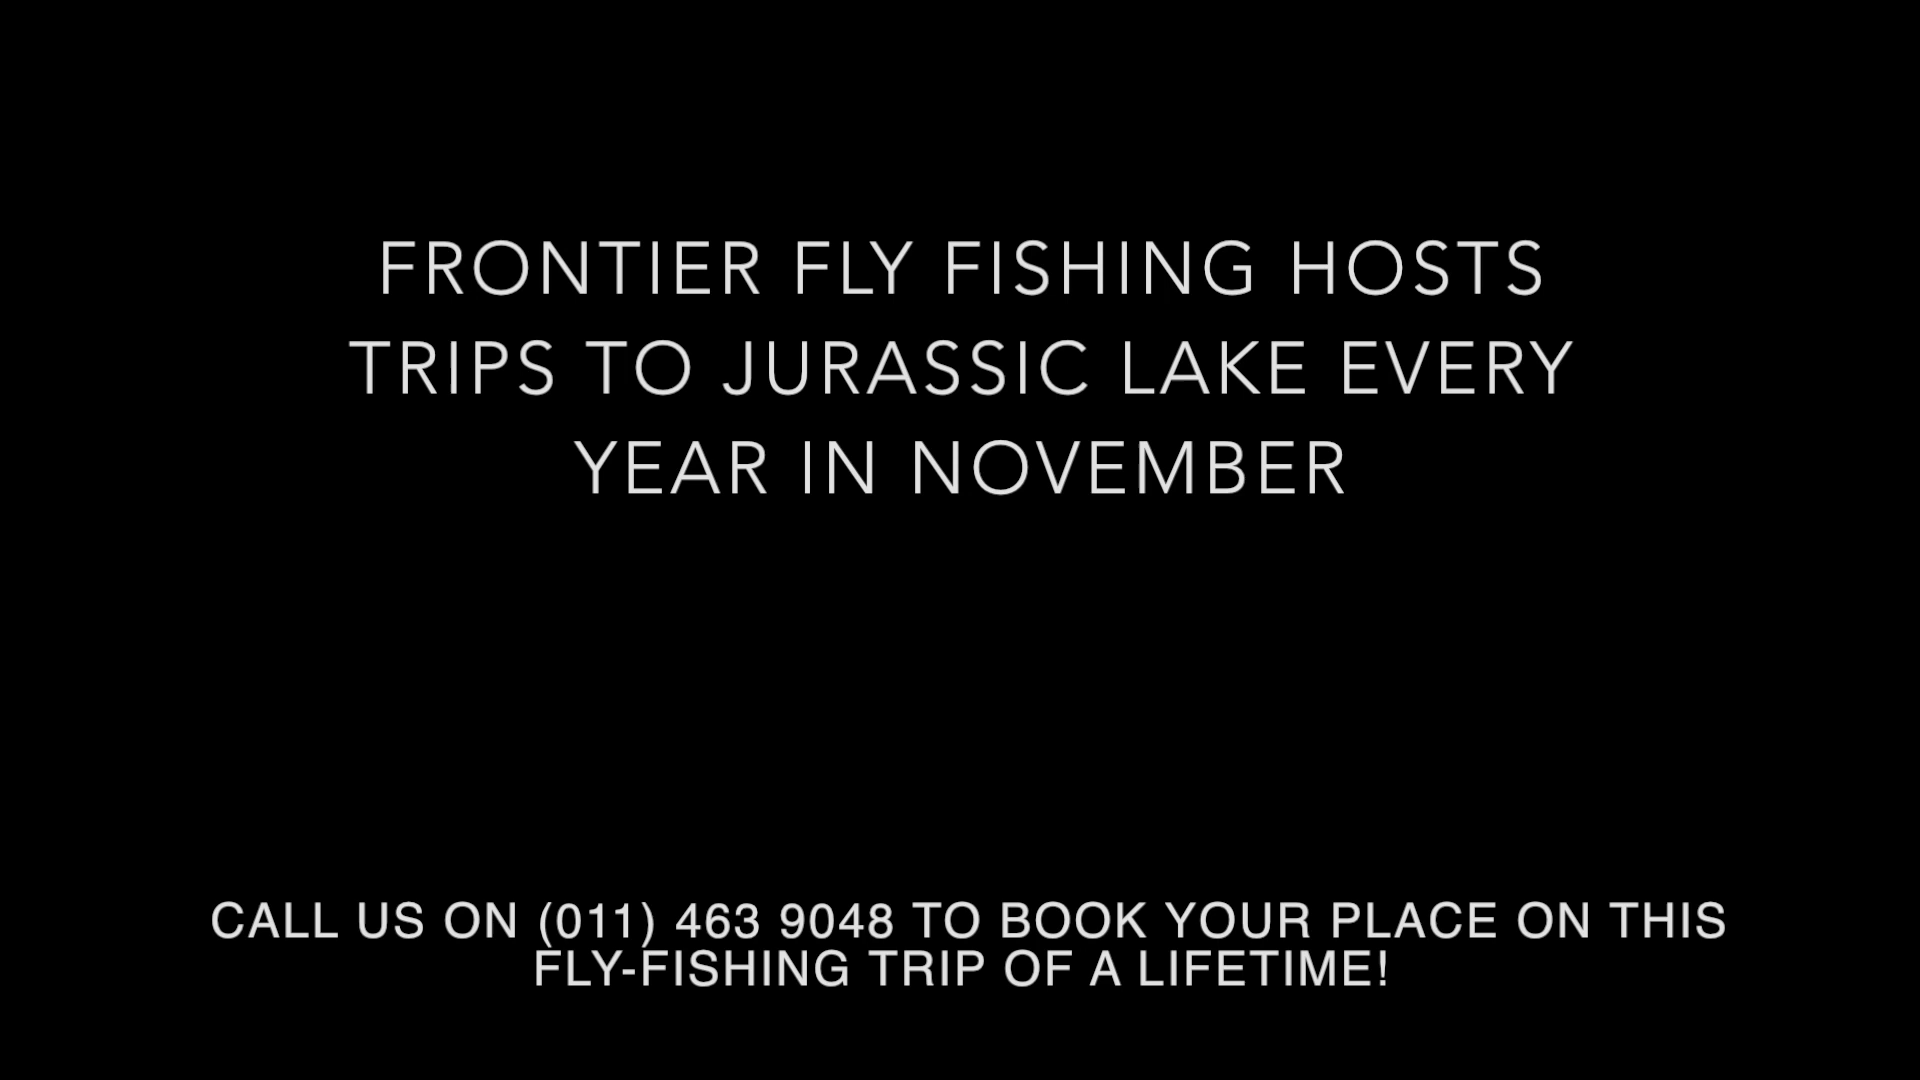 FRONTIER FLY FISHING HOSTS
TRIPS TO JURASSIC LAKE EVERY
YEAR IN NOVEMBER
CALL US ON (011) 463 9048 TO BOOK YOUR PLACE ON THIS
FLY-FISHING TRIP OF A LIFETIME!